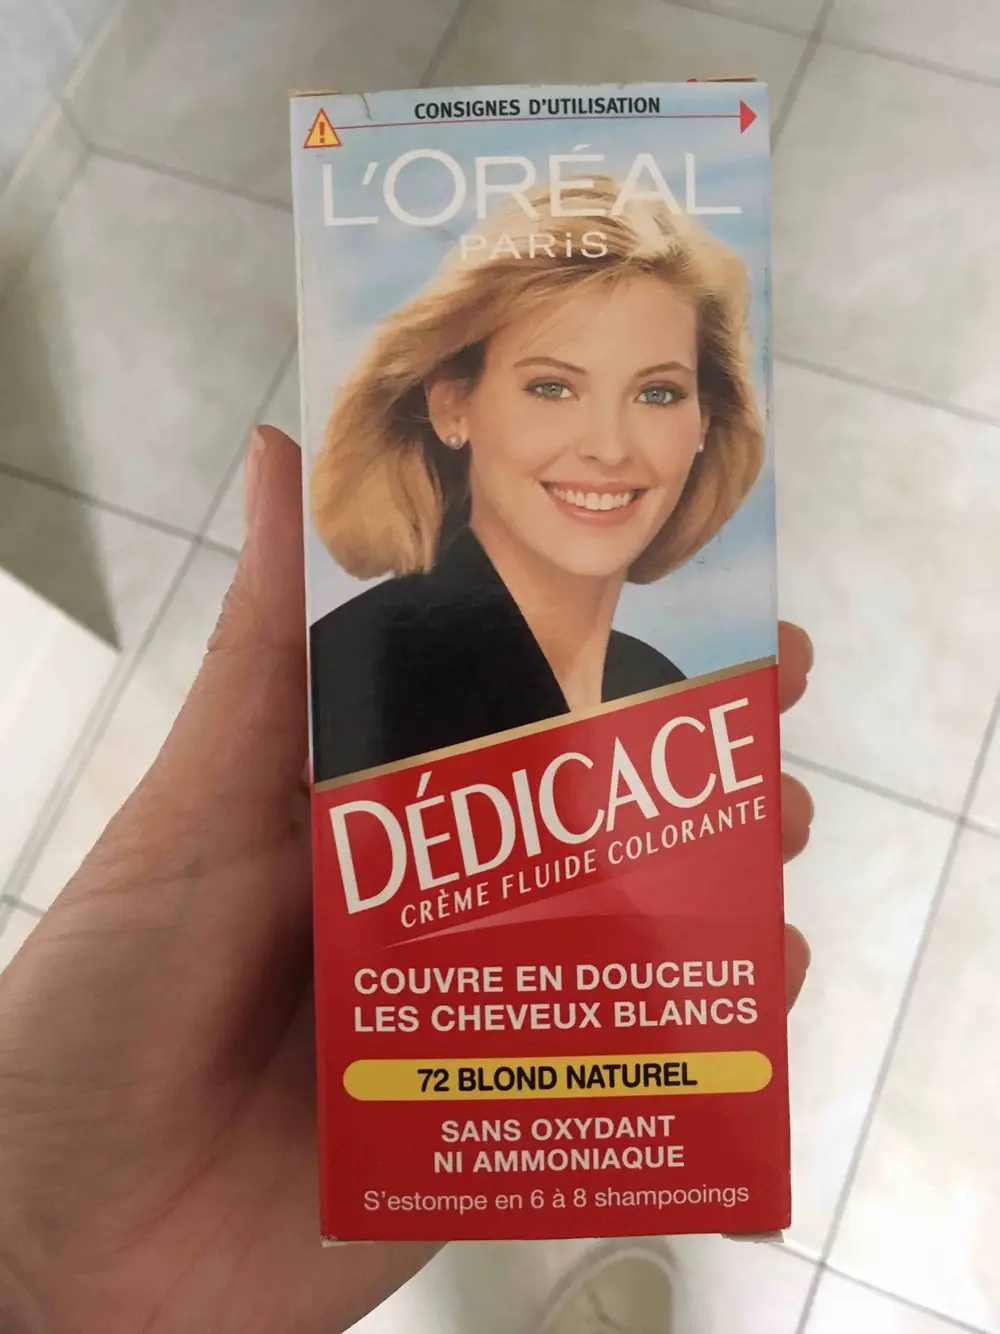 CONSIGNES D'UTILISATION
L'ORÉAL
PARiS
DÉDICACE
CRÈME FLUIDE COLORANTE
COUVRE EN DOUCEUR
LES CHEVEUX BLANCS
72 BLOND NATUREL
SANS OXYDANT
NI AMMONIAQUE
S'estompe en 6 à 8 shampooings